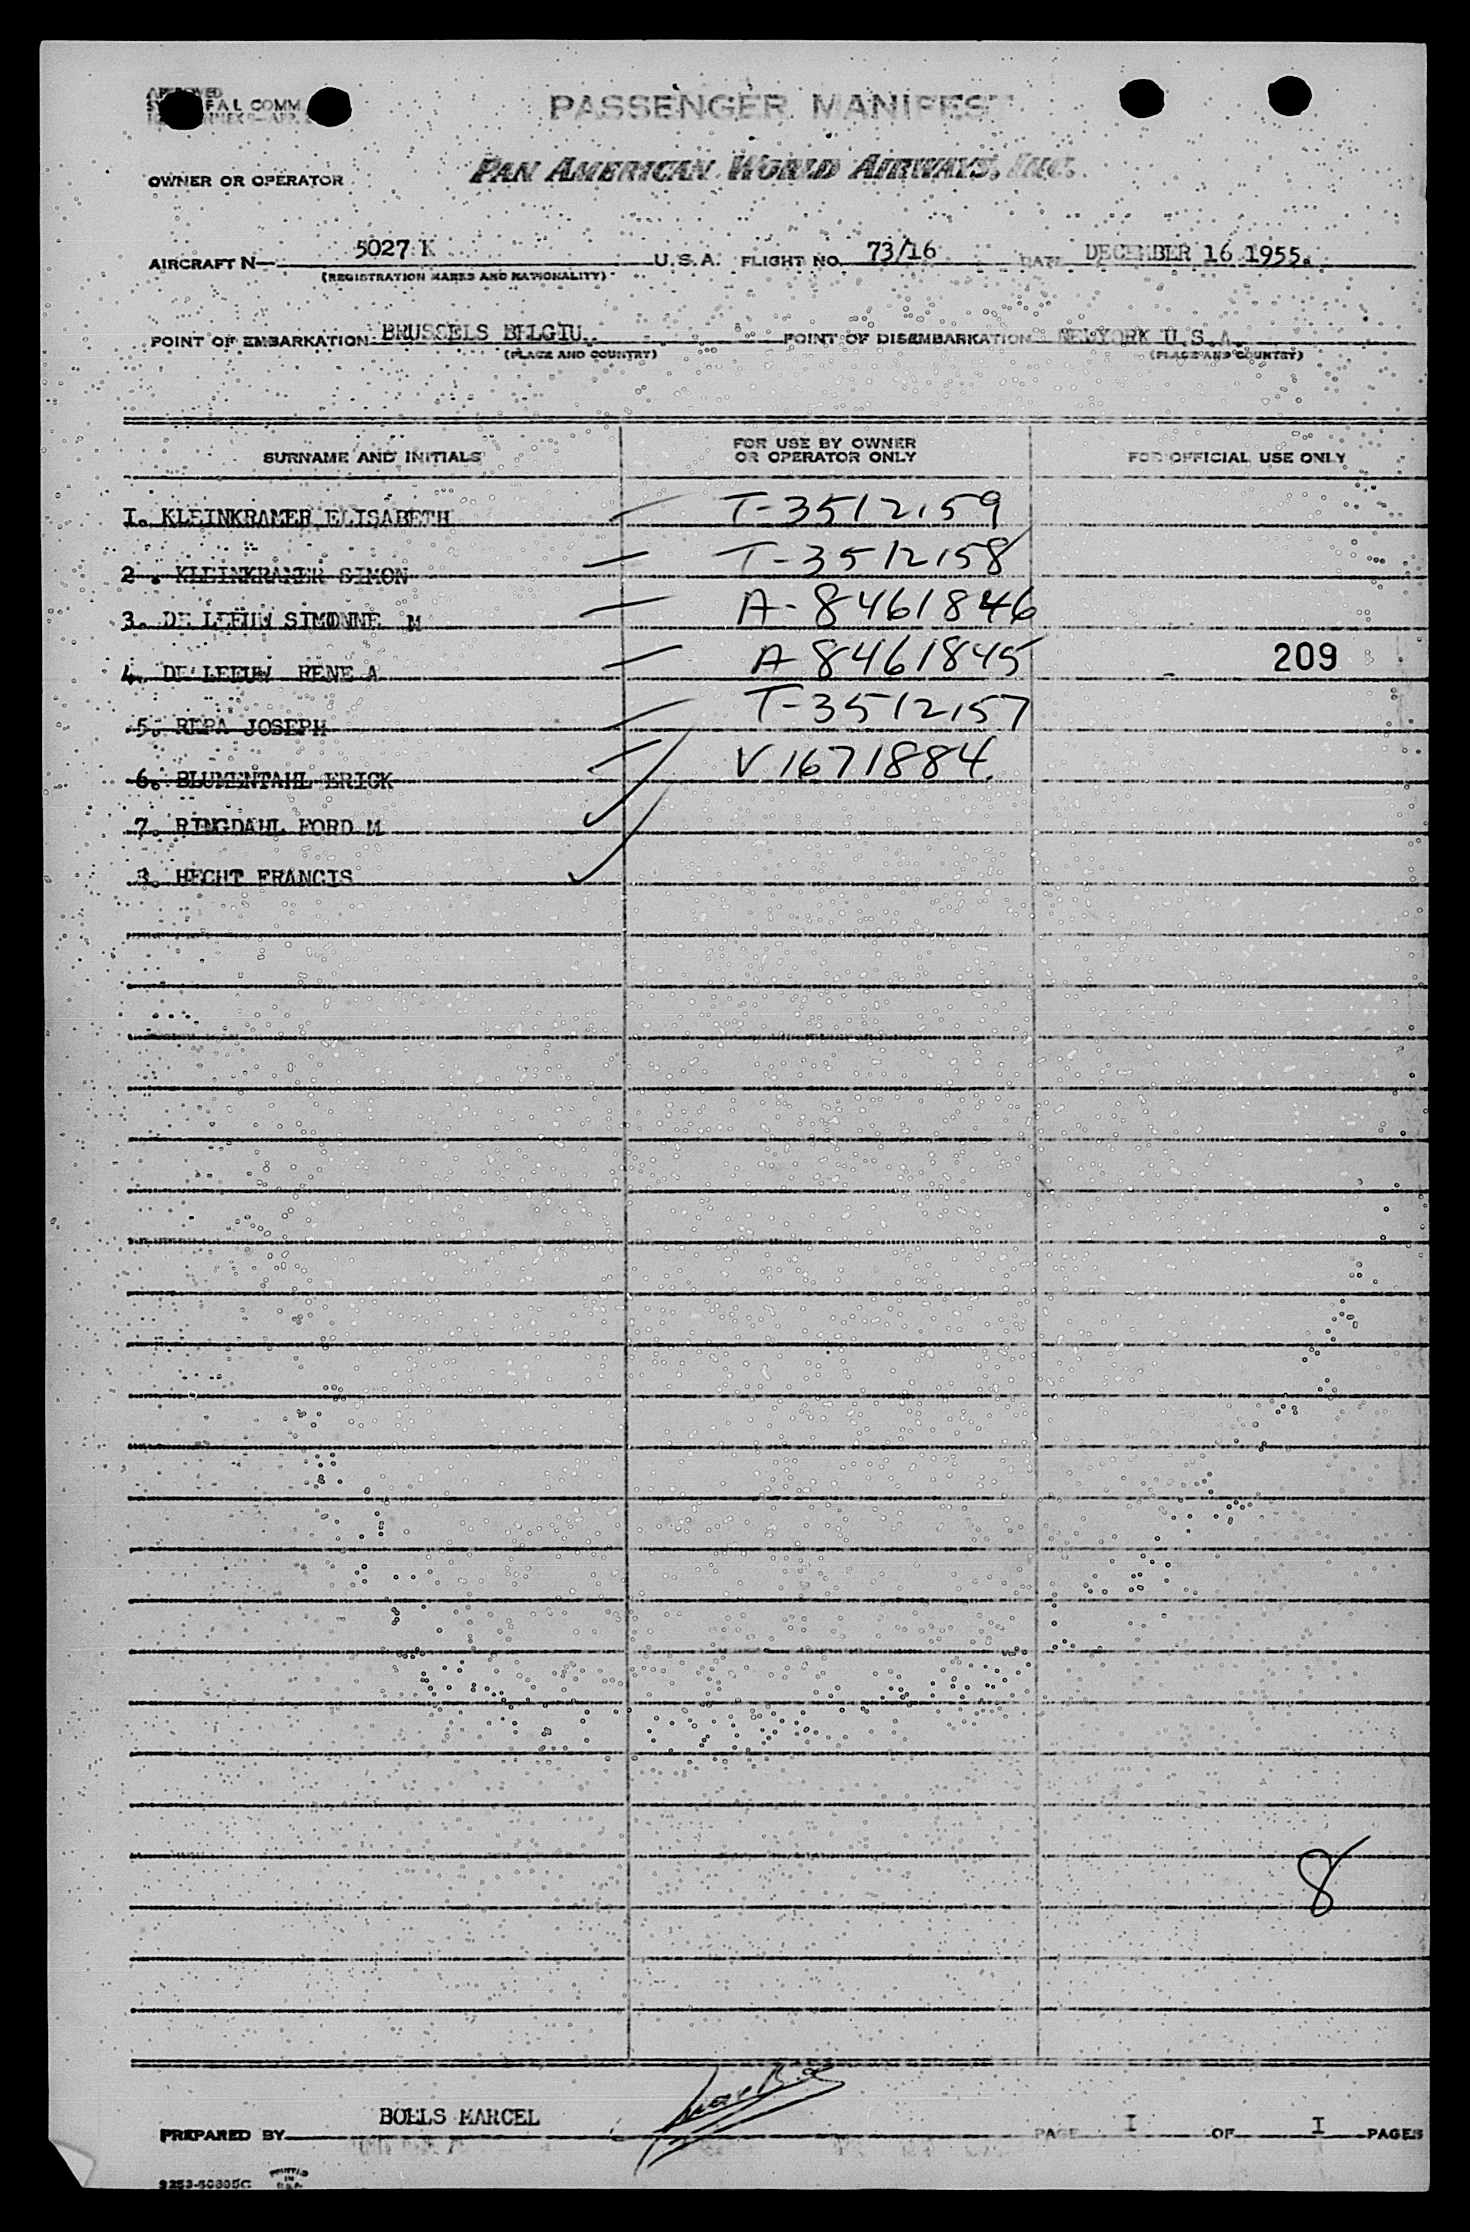 APPROVED
F A L COMM.
PASSENGER MANIFEST
OWNER OR OPERATOR PAN AMERICAN WORLD AIRWAYS, INC.
AIRCRAFT N— 5027 K U.S.A. FLIGHT NO. 73/16 DATE DECEMBER 16 1955.
(REGISTRATION MARKS AND NATIONALITY)
POINT OF EMBARKATION BRUSSELS BELGIU. POINT OF DISEMBARKATION NEWYORK U.S.A.
(PLACE AND COUNTRY) (PLACE AND COUNTRY)
SURNAME AND INITIALS FOR USE BY OWNER OR OPERATOR ONLY FOR OFFICIAL USE ONLY
I. KLEINKRAMER ELISABETH — T-3512159
2 . KLEINKRAMER SIMON — T-3512158
3. DE LEEUW SIMONNE M — A-8461846
4. DE LEEUW RENE A — A-8461845 209
5. REPA JOSEPH — T-3512157
6. BLUMENTAHL ERICK — V 1671884.
7. RINGDAHL FORD M ✓
8. HECHT FRANCIS ✓
8
PREPARED BY BOELS MARCEL PAGE I OF I PAGES
PRINTED
IN
U.S.A.